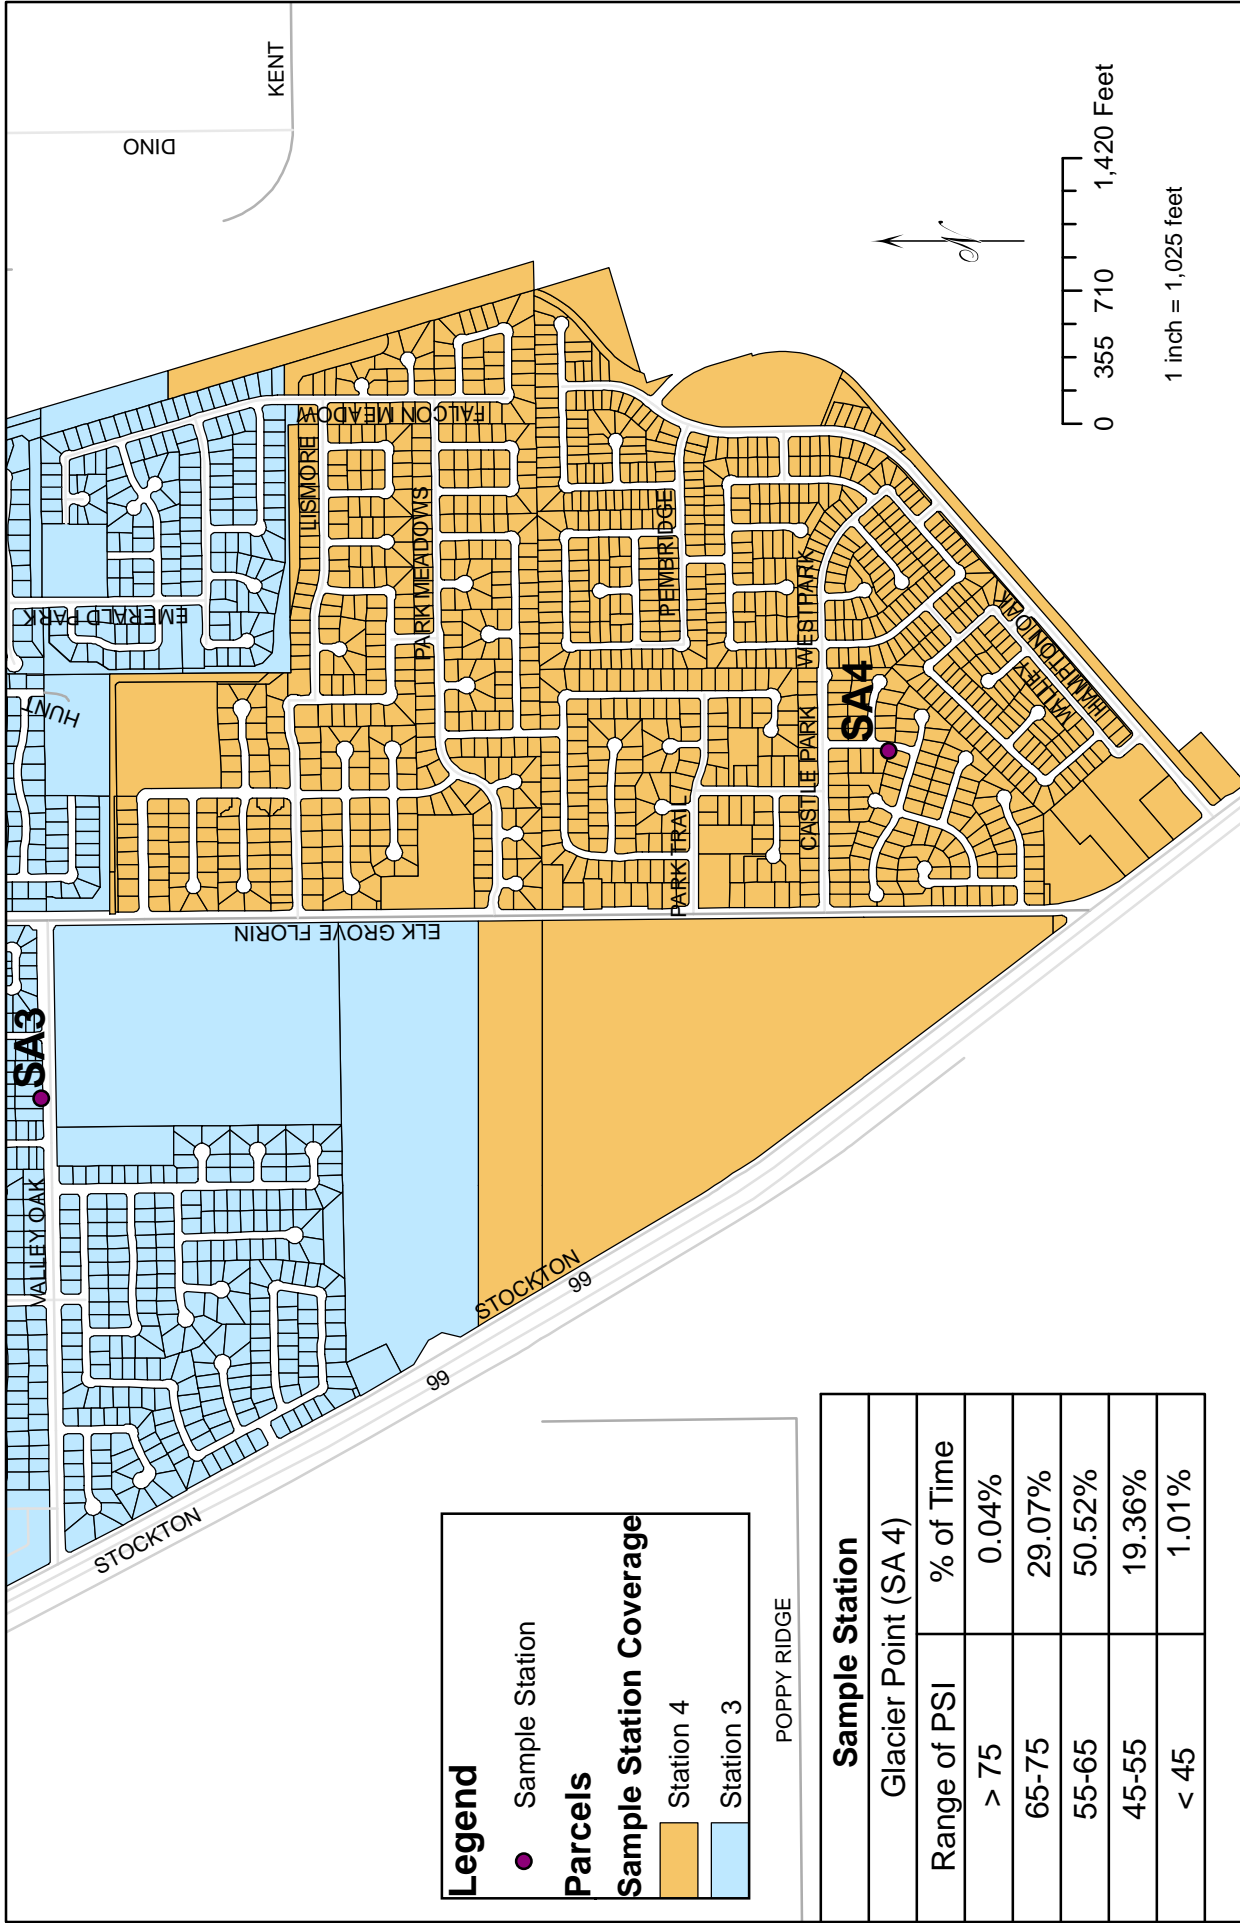 KENT
DINO
SA3
VALLEY OAK
HUNT
EMERALD PARK
ELK GROVE FLORIN
LISMORE
FALCON MEADOW
PARK MEADOWS
PEMBRIDGE
PARK TRAIL
CASTLE PARK
WESTPARK
SA4
VALLEY
OAK
HAMPTON
STOCKTON
99
99
STOCKTON
POPPY RIDGE
Legend
Sample Station
Parcels
Sample Station Coverage
Station 4
Station 3
Sample Station
Glacier Point (SA 4)
Range of PSI % of Time
> 75 0.04%
65-75 29.07%
55-65 50.52%
45-55 19.36%
< 45 1.01%
N
0 355 710 1,420 Feet
1 inch = 1,025 feet